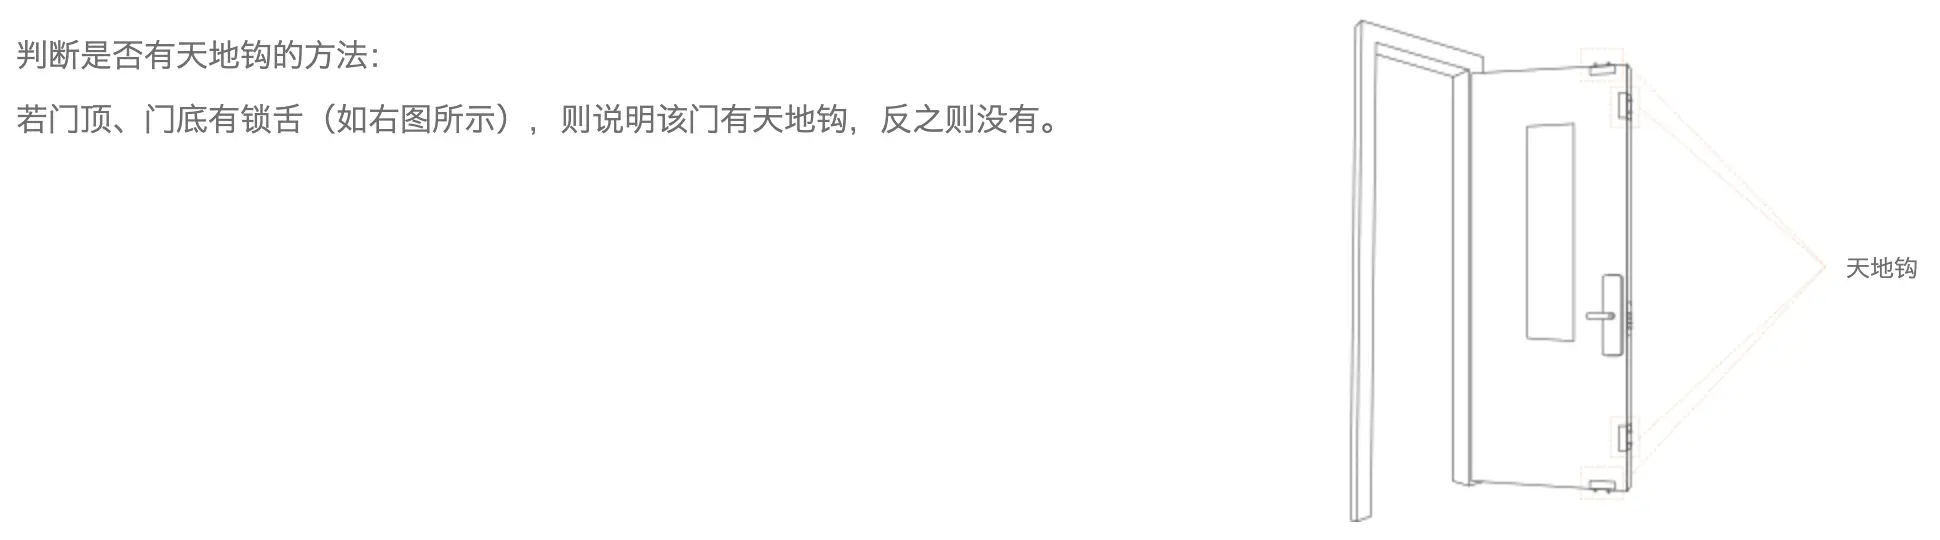 判断是否有天地钩的方法：
若门顶、门底有锁舌（如右图所示），则说明该门有天地钩，反之则没有。
天地钩